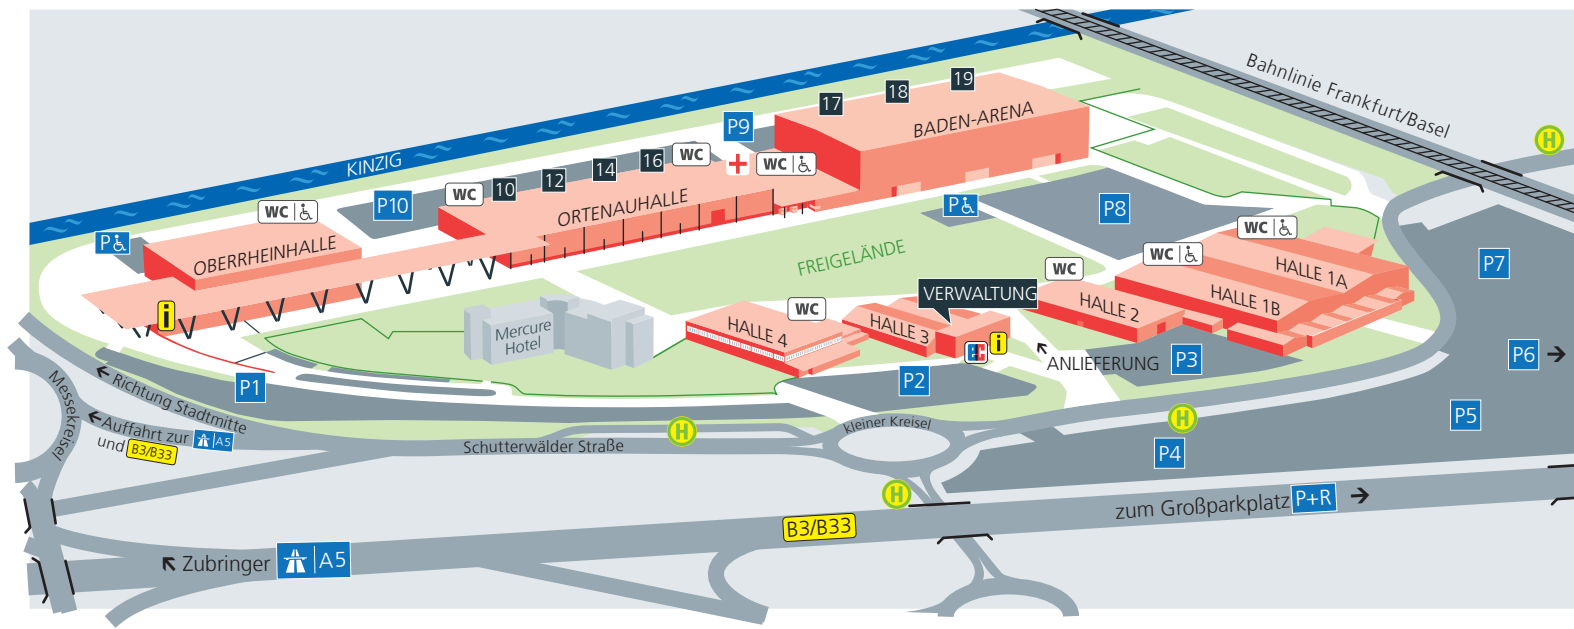 Bahnlinie Frankfurt/Basel
H
19
18
17
BADEN-ARENA
P9
KINZIG
WC
16
14
12
10
WC
WC
P10
ORTENAUHALLE
WC
P
OBERRHEINHALLE
P
P8
WC
WC
WC
HALLE 1A
HALLE 1B
P7
FREIGELÄNDE
VERWALTUNG
HALLE 2
WC
HALLE 4
HALLE 3
i
i
EC
Mercure
Hotel
ANLIEFERUNG
P3
P6
P2
P1
P5
P4
H
H
H
kleiner Kreisel
Schutterwälder Straße
Messekreisel
Richtung Stadtmitte
Auffahrt zur A5
und B3/B33
B3/B33
zum Großparkplatz P+R
Zubringer A5